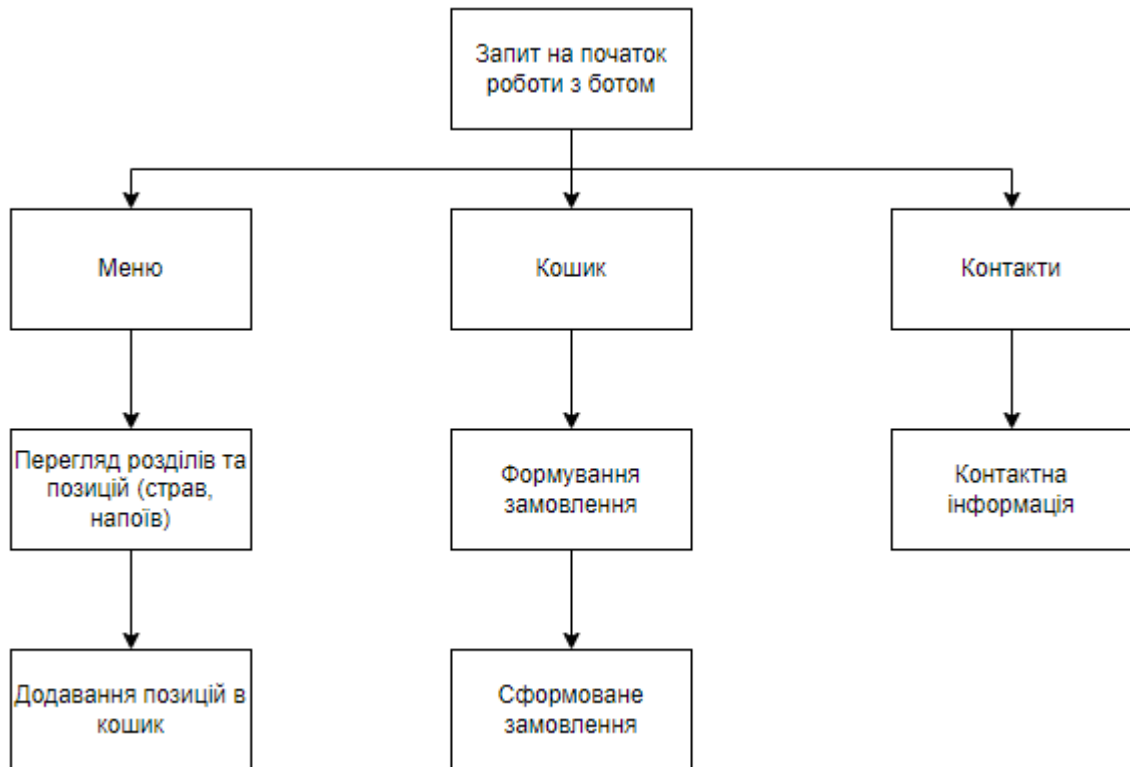 Запит на початок
роботи з ботом
Меню
Кошик
Контакти
Перегляд розділів та
позицій (страв,
напоїв)
Формування
замовлення
Контактна
інформація
Додавання позицій в
кошик
Сформоване
замовлення